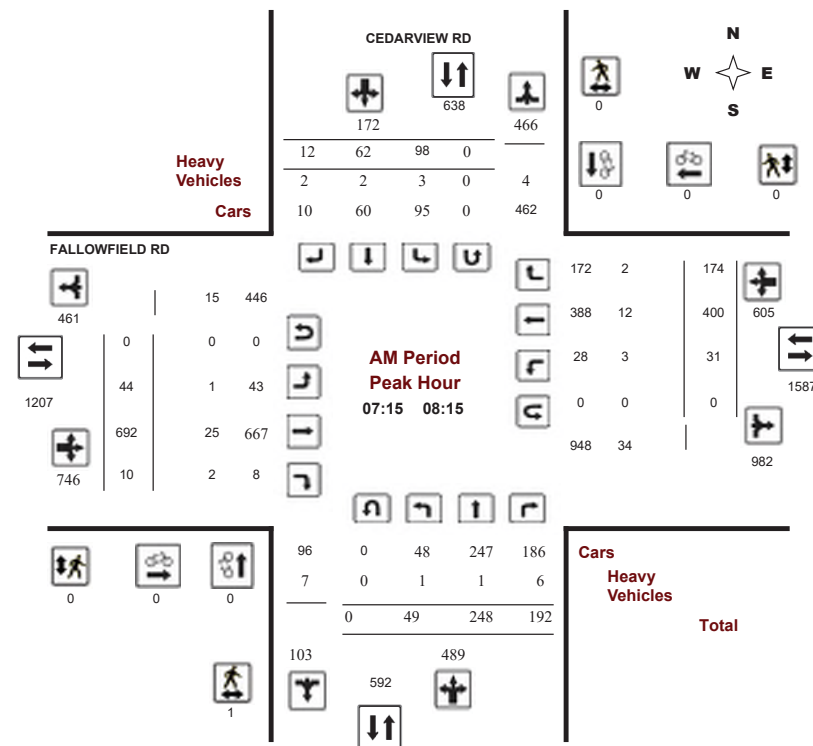 CEDARVIEW RD
N
W E
S
638
0
172 466
12 62 98 0
Heavy
Vehicles
2 2 3 0 4
Cars
10 60 95 0 462
0 0 0
FALLOWFIELD RD
461
15 446
0 0 0
1207
44 1 43
692 25 667
746
10 2 8
AM Period
Peak Hour
07:15 08:15
172 2 174
605
388 12 400
28 3 31
1587
0 0 0
948 34
982
96 0 48 247 186
7 0 1 1 6
0 49 248 192
103 489
592
Cars
Heavy
Vehicles
Total
0 0 0
1